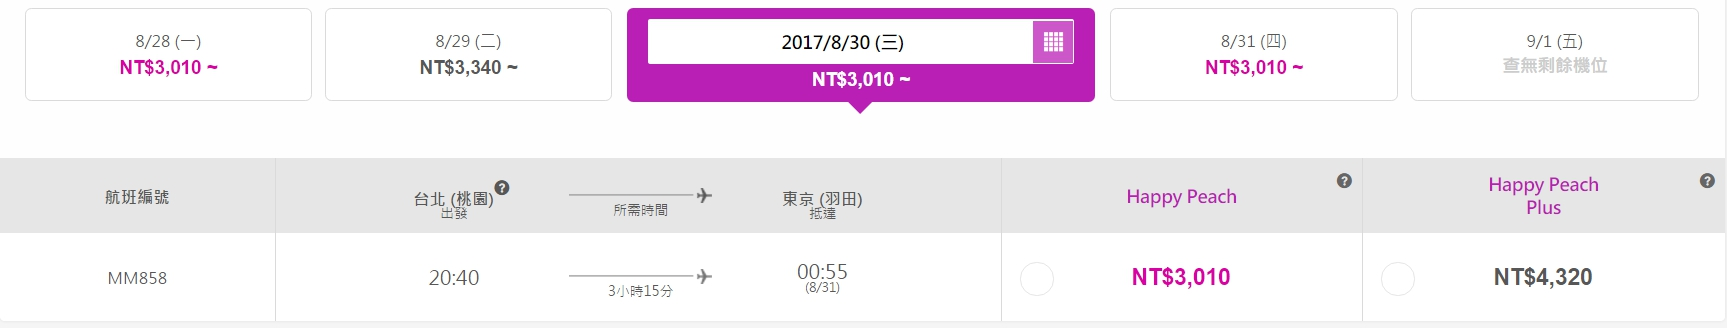 8/28 (一)
NT$3,010 ~
8/29 (二)
NT$3,340 ~
2017/8/30 (三)
NT$3,010 ~
8/31 (四)
NT$3,010 ~
9/1 (五)
查無剩餘機位
航班編號
台北 (桃園)
出發
所需時間
東京 (羽田)
抵達
Happy Peach
Happy Peach
Plus
MM858
20:40
3小時15分
00:55
(8/31)
NT$3,010
NT$4,320